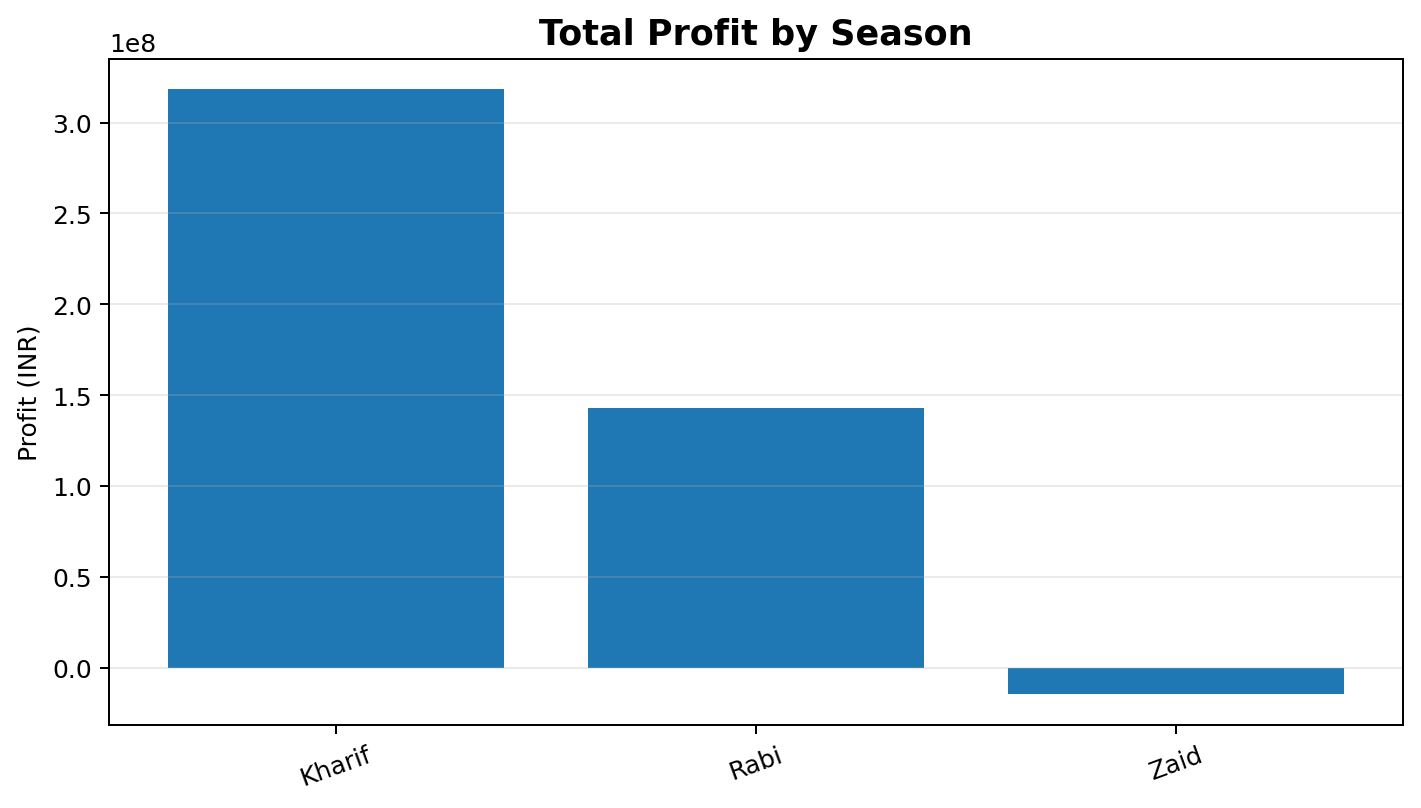 Total Profit by Season
1e8
3.0
2.5
2.0
1.5
1.0
0.5
0.0
Profit (INR)
Kharif
Rabi
Zaid